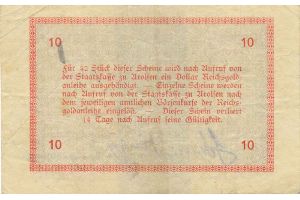 10 10
Für 42 Stück dieser Scheine wird nach Aufruf von
der Staatskasse zu Arolsen ein Dollar Reichsgold-
anleihe ausgehändigt. — Einzelne Scheine werden
nach Aufruf von der Staatskasse zu Arolsen nach
dem jeweiligen amtlichen Börsenkurse der Reichs-
goldanleihe eingelöst. — Dieser Schein verliert
14 Tage nach Aufruf seine Gültigkeit.
10 10